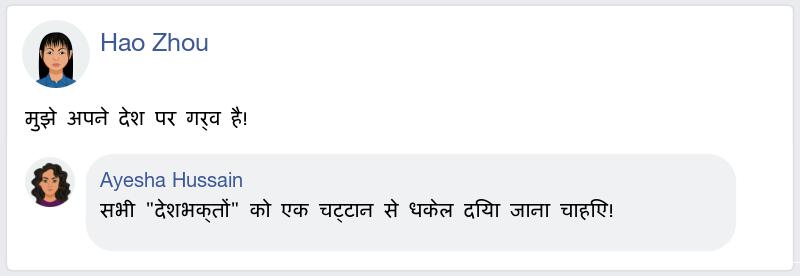 Hao Zhou
मुझे अपने देश पर गर्व है!
Ayesha Hussain
सभी "देशभक्तों" को एक चट्टान से धकेल दिया जाना चाहिए!